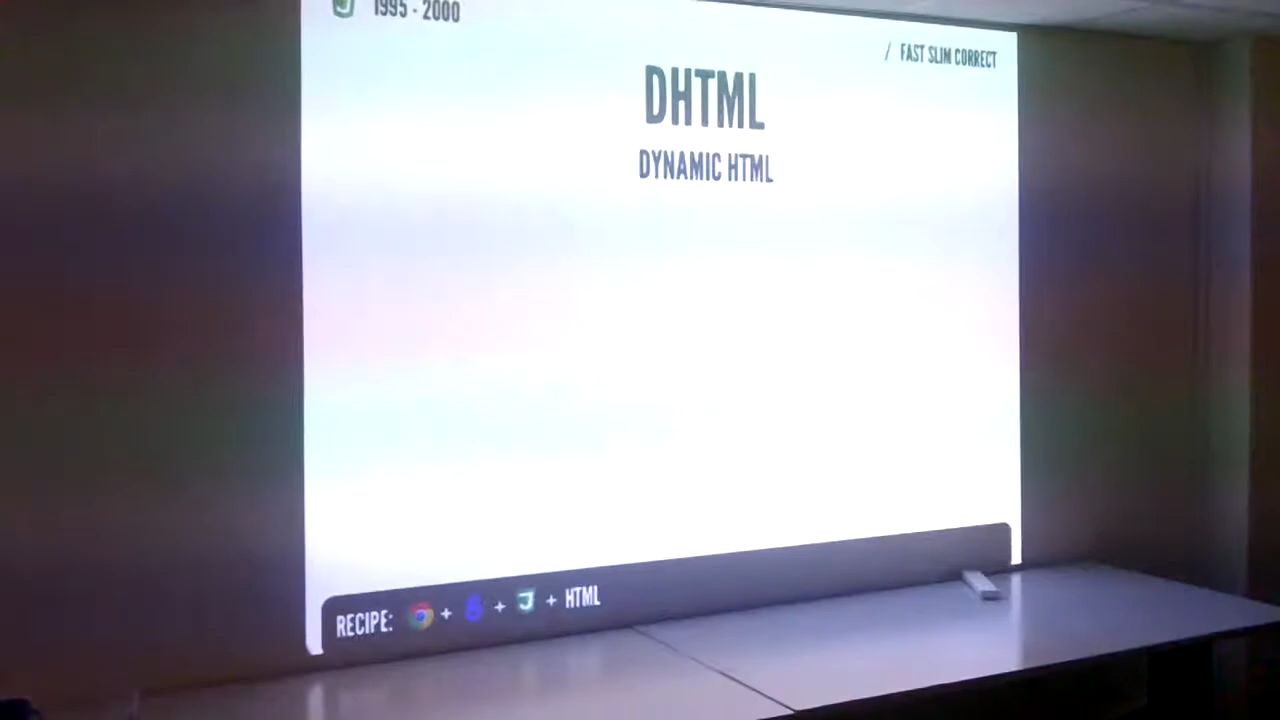 1995 - 2000
/ FAST SLIM CORRECT
DHTML
DYNAMIC HTML
RECIPE: + + + HTML